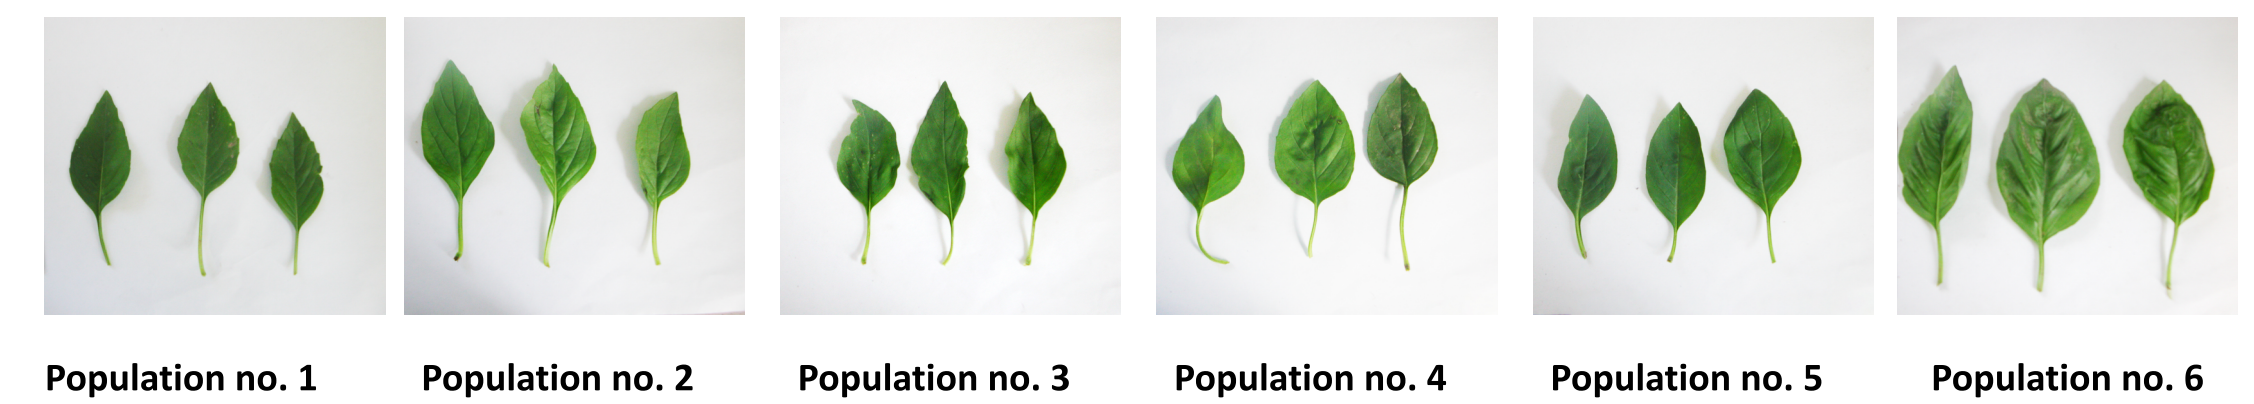 Population no. 1
Population no. 2
Population no. 3
Population no. 4
Population no. 5
Population no. 6